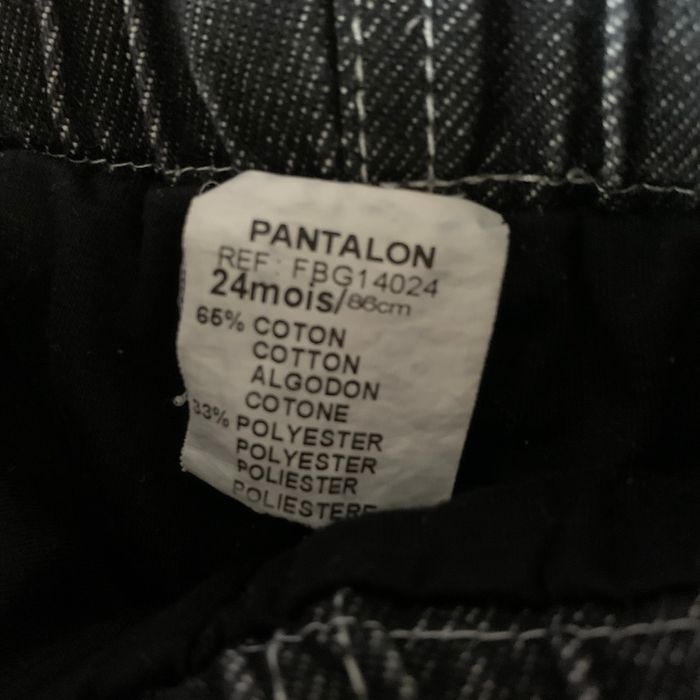 PANTALON
REF: FBG14024
24mois/86cm
65% COTON
COTTON
ALGODON
COTONE
33% POLYESTER
POLYESTER
POLIESTER
POLIESTERE